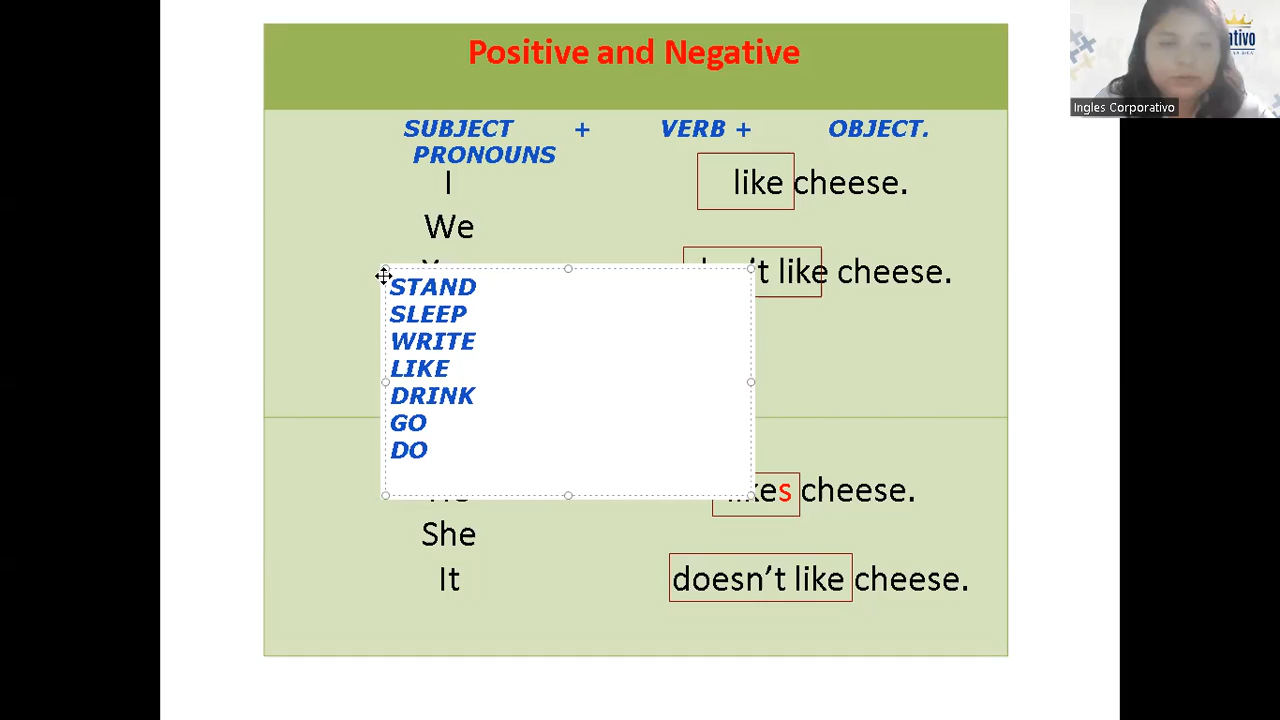 Positive and Negative
SUBJECT + VERB + OBJECT.
PRONOUNS
I like cheese.
We
like cheese.
STAND
SLEEP
WRITE
LIKE
DRINK
GO
DO
cheese.
She
It doesn't like cheese.
Ingles Corporativo